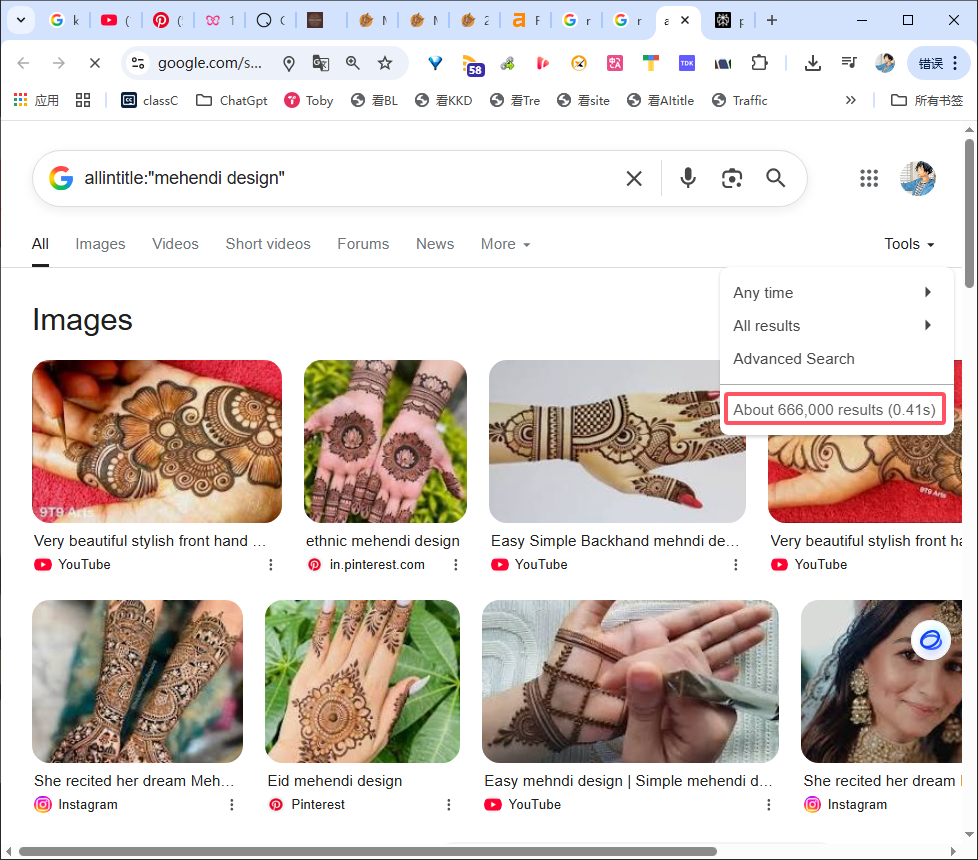 google.com/s...
58
TDK
错误
应用
classC
ChatGpt
Toby
看BL
看KKD
看Tre
看site
看AItitle
Traffic
所有书签
allintitle:"mehendi design"
All
Images
Videos
Short videos
Forums
News
More
Tools
Any time
All results
Advanced Search
About 666,000 results (0.41s)
Images
9T9 Arts
9T9 Arts
Very beautiful stylish front hand ...
YouTube
ethnic mehendi design
in.pinterest.com
Easy Simple Backhand mehndi de...
YouTube
Very beautiful stylish front ha
YouTube
She recited her dream Meh...
Instagram
Eid mehendi design
Pinterest
Easy mehndi design | Simple mehendi d...
YouTube
She recited her dream
Instagram